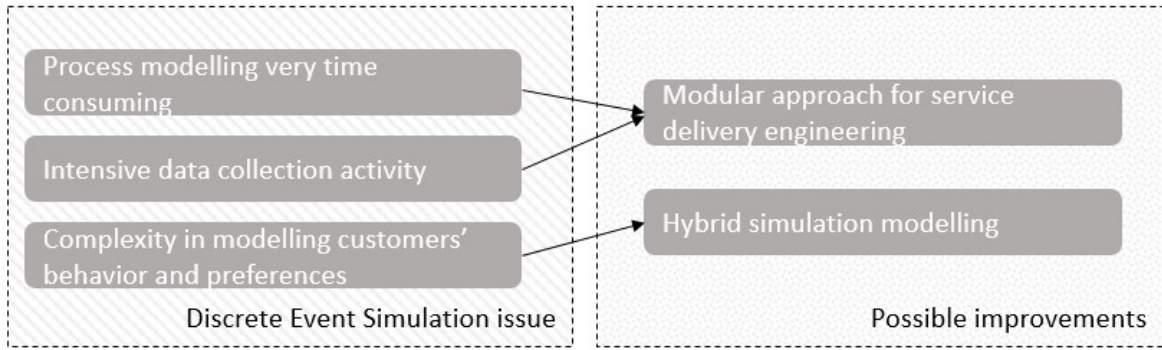 Process modelling very time
consuming
Intensive data collection activity
Complexity in modelling customers’
behavior and preferences
Discrete Event Simulation issue
Modular approach for service
delivery engineering
Hybrid simulation modelling
Possible improvements